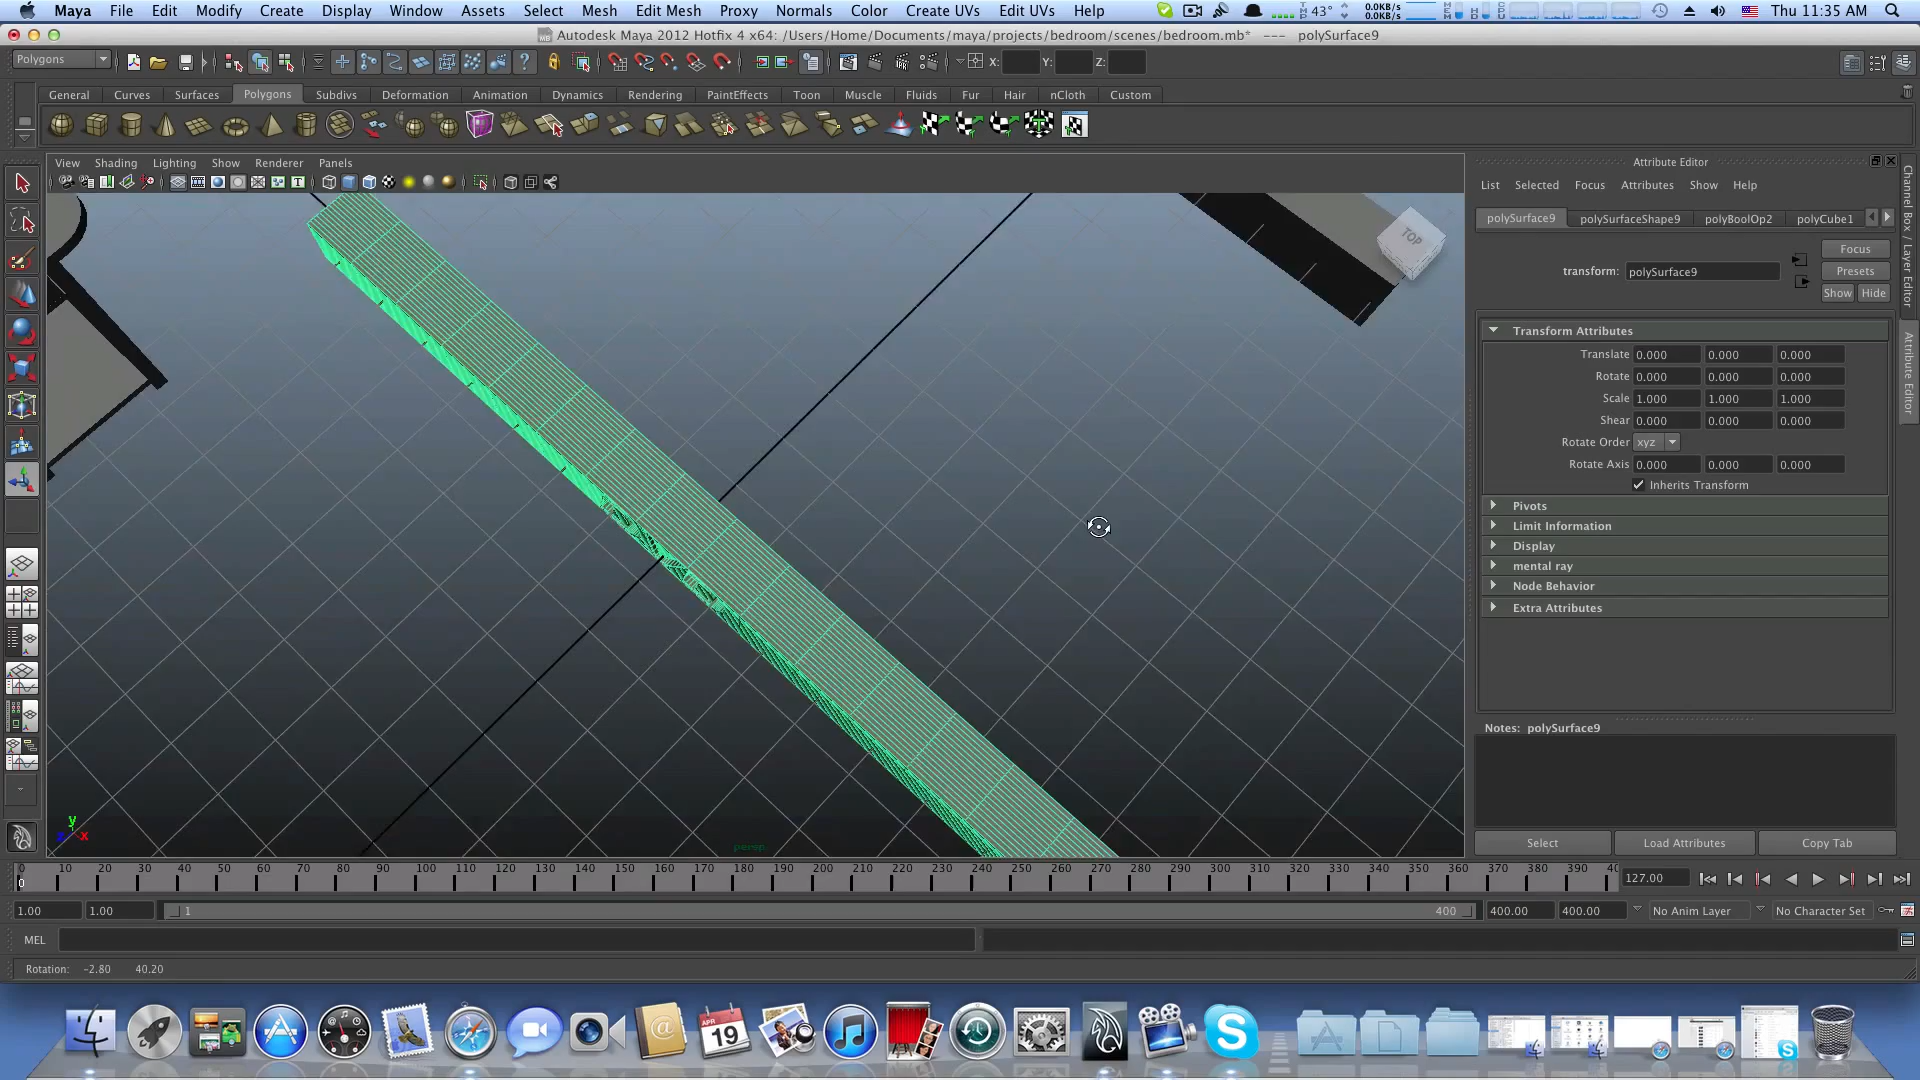 Maya File Edit Modify Create Display Window Assets Select Mesh Edit Mesh Proxy Normals Color Create UVs Edit UVs Help 43° 0.0KB/s 0.0KB/s Thu 11:35 AM
Autodesk Maya 2012 Hotfix 4 x64: /Users/Home/Documents/maya/projects/bedroom/scenes/bedroom.mb* --- polySurface9
Polygons X: Y: Z:
General Curves Surfaces Polygons Subdivs Deformation Animation Dynamics Rendering PaintEffects Toon Muscle Fluids Fur Hair nCloth Custom
View Shading Lighting Show Renderer Panels
TOP
persp
y
x
Attribute Editor
List Selected Focus Attributes Show Help
polySurface9 polySurfaceShape9 polyBoolOp2 polyCube1
Focus
transform: polySurface9 Presets
Show Hide
Transform Attributes
Translate 0.000 0.000 0.000
Rotate 0.000 0.000 0.000
Scale 1.000 1.000 1.000
Shear 0.000 0.000 0.000
Rotate Order xyz
Rotate Axis 0.000 0.000 0.000
Inherits Transform
Pivots
Limit Information
Display
mental ray
Node Behavior
Extra Attributes
Notes: polySurface9
Select Load Attributes Copy Tab
Channel Box / Layer Editor
Attribute Editor
0 10 20 30 40 50 60 70 80 90 100 110 120 130 140 150 160 170 180 190 200 210 220 230 240 250 260 270 280 290 300 310 320 330 340 350 360 370 380 390 40
0
127.00
1.00 1.00 1 400 400.00 400.00 No Anim Layer No Character Set
MEL
Rotation: -2.80 40.20
APR
19